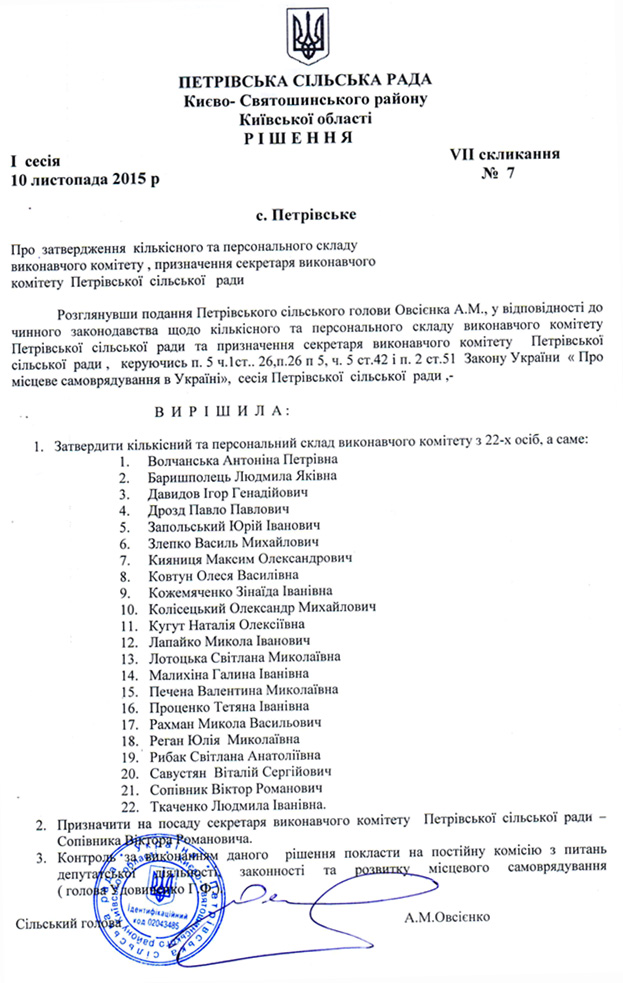 ПЕТРІВСЬКА СІЛЬСЬКА РАДА
Києво- Святошинського району
Київської області
Р І Ш Е Н Н Я
І сесія VII скликання
10 листопада 2015 р № 7
с. Петрівське
Про затвердження кількісного та персонального складу
виконавчого комітету , призначення секретаря виконавчого
комітету Петрівської сільської ради
Розглянувши подання Петрівського сільського голови Овсієнка А.М., у відповідності до
чинного законодавства щодо кількісного та персонального складу виконавчого комітету
Петрівської сільської ради та призначення секретаря виконавчого комітету Петрівської
сільської ради , керуючись п. 5 ч.1ст.. 26,п.26 п 5, ч. 5 ст.42 і п. 2 ст.51 Закону України « Про
місцеве самоврядування в Україні», сесія Петрівської сільської ради ,-
В И Р І Ш И Л А :
1. Затвердити кількісний та персональний склад виконавчого комітету з 22-х осіб, а саме:
1. Волчанська Антоніна Петрівна
2. Баришполець Людмила Яківна
3. Давидов Ігор Генадійович
4. Дрозд Павло Павлович
5. Запольський Юрій Іванович
6. Злепко Василь Михайлович
7. Кияниця Максим Олександрович
8. Ковтун Олеся Василівна
9. Кожемяченко Зінаїда Іванівна
10. Колісецький Олександр Михайлович
11. Кугут Наталія Олексіївна
12. Лапайко Микола Іванович
13. Лотоцька Світлана Миколаївна
14. Малихіна Галина Іванівна
15. Печена Валентина Миколаївна
16. Проценко Тетяна Іванівна
17. Рахман Микола Васильович
18. Реган Юлія Миколаївна
19. Рибак Світлана Анатоліївна
20. Савустян Віталій Сергійович
21. Сопівник Віктор Романович
22. Ткаченко Людмила Іванівна.
2. Призначити на посаду секретаря виконавчого комітету Петрівської сільської ради –
Сопівника Віктора Романовича.
3. Контроль за виконанням даного рішення покласти на постійну комісію з питань
депутатської діяльності, законності та розвитку місцевого самоврядування
( голова Удовиченко Г.Ф.).
Сільський голова А.М.Овсієнко
Ідентифікаційний
код 02043485